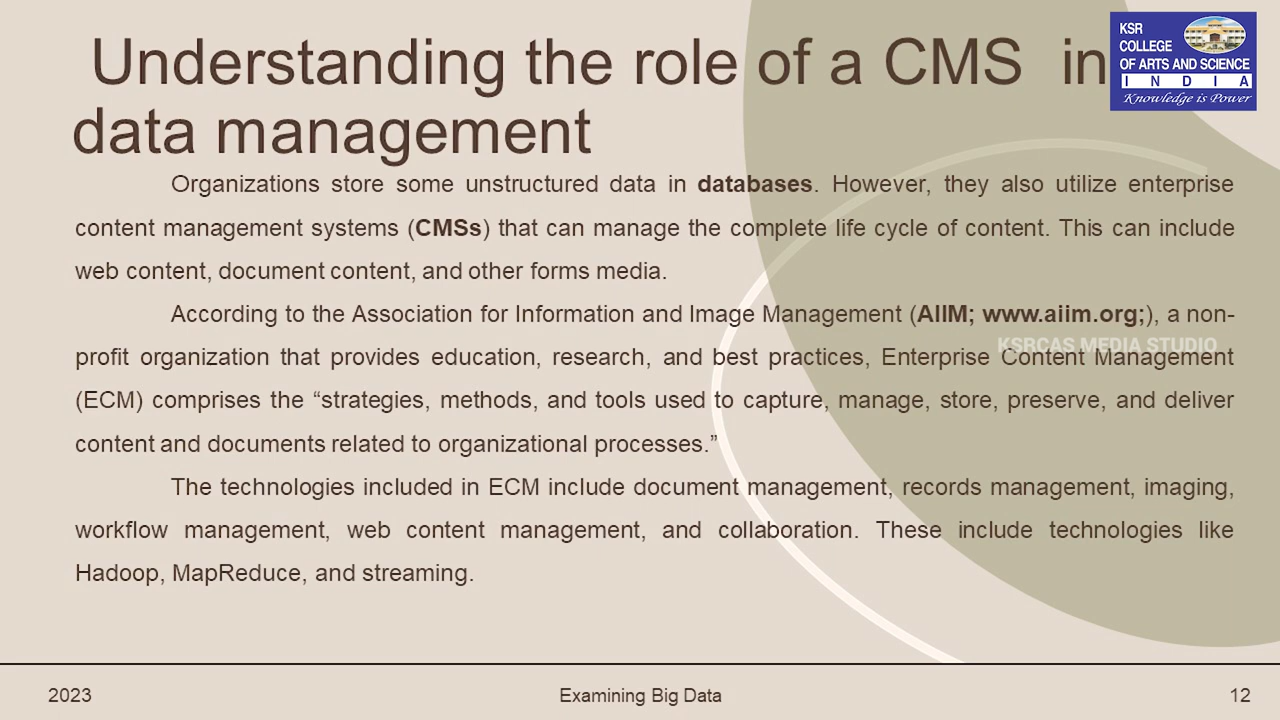 Understanding the role of a CMS in
data management
KSR
COLLEGE
OF ARTS AND SCIENCE
I N D I A
Knowledge is Power
Organizations store some unstructured data in databases. However, they also utilize enterprise
content management systems (CMSs) that can manage the complete life cycle of content. This can include
web content, document content, and other forms media.
According to the Association for Information and Image Management (AIIM; www.aiim.org;), a non-
profit organization that provides education, research, and best practices, Enterprise Content Management
KSRCAS MEDIA STUDIO
(ECM) comprises the “strategies, methods, and tools used to capture, manage, store, preserve, and deliver
content and documents related to organizational processes.”
The technologies included in ECM include document management, records management, imaging,
workflow management, web content management, and collaboration. These include technologies like
Hadoop, MapReduce, and streaming.
2023
Examining Big Data
12